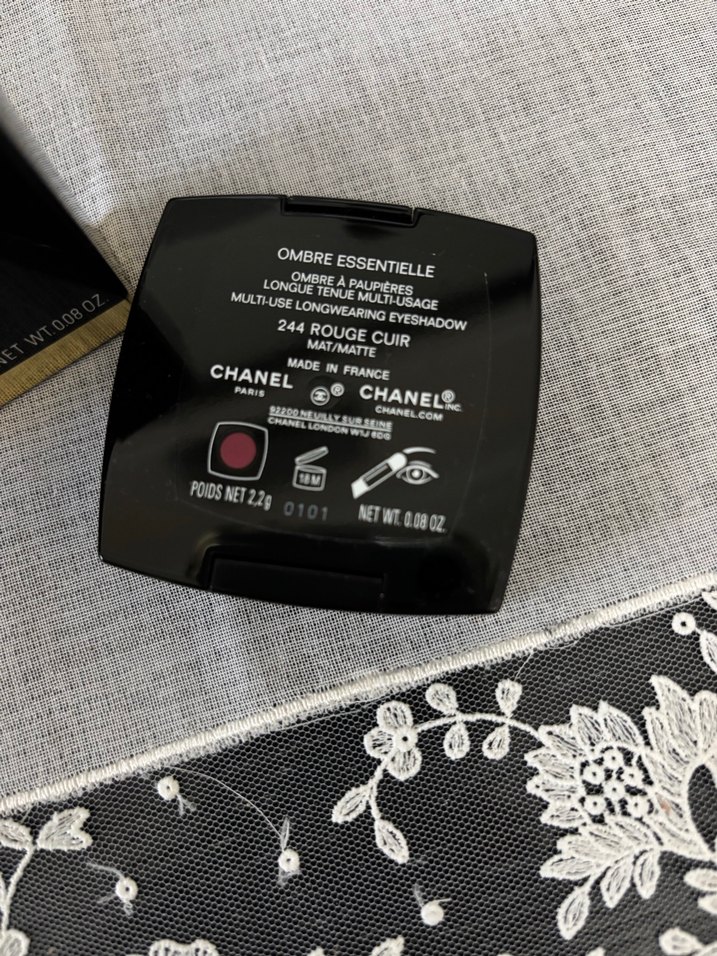 OMBRE ESSENTIELLE
OMBRE À PAUPIÈRES
LONGUE TENUE MULTI-USAGE
MULTI-USE LONGWEARING EYESHADOW
244 ROUGE CUIR
MAT/MATTE
MADE IN FRANCE
CHANEL ® CHANEL®
PARIS INC.
CHANEL.COM
92200 NEUILLY SUR SEINE
CHANEL LONDON W1J 6DG
18M
POIDS NET 2,2g 0101 NET WT. 0.08 OZ.
NET WT. 0.08 OZ.